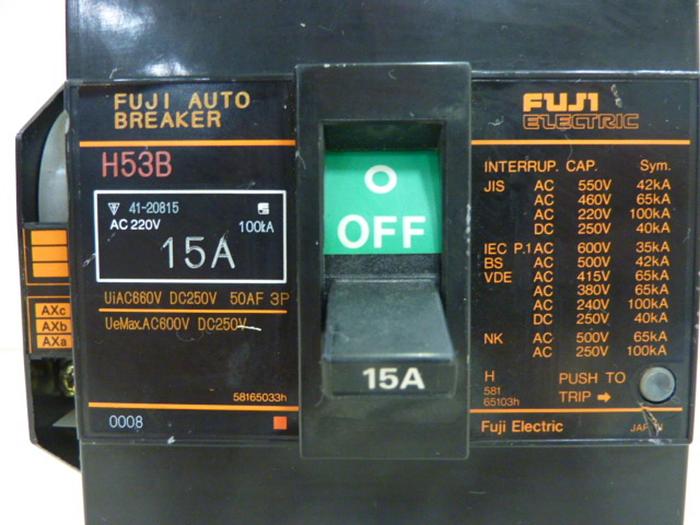 FUJI AUTO
BREAKER
H53B
41-20815
AC 220V 100kA
15A
UiAC660V DC250V 50AF 3P
UeMax.AC600V DC250V
58165033h
0008
AXc
AXb
AXa
O
OFF
15A
FUJI
ELECTRIC
INTERRUP. CAP. Sym.
JIS AC 550V 42kA
AC 460V 65kA
AC 220V 100kA
DC 250V 40kA
IEC P.1 AC 600V 35kA
BS AC 500V 42kA
VDE AC 415V 65kA
AC 380V 65kA
AC 240V 100kA
DC 250V 40kA
NK AC 500V 65kA
AC 250V 100kA
H
581
65103h
PUSH TO
TRIP ➡
Fuji Electric